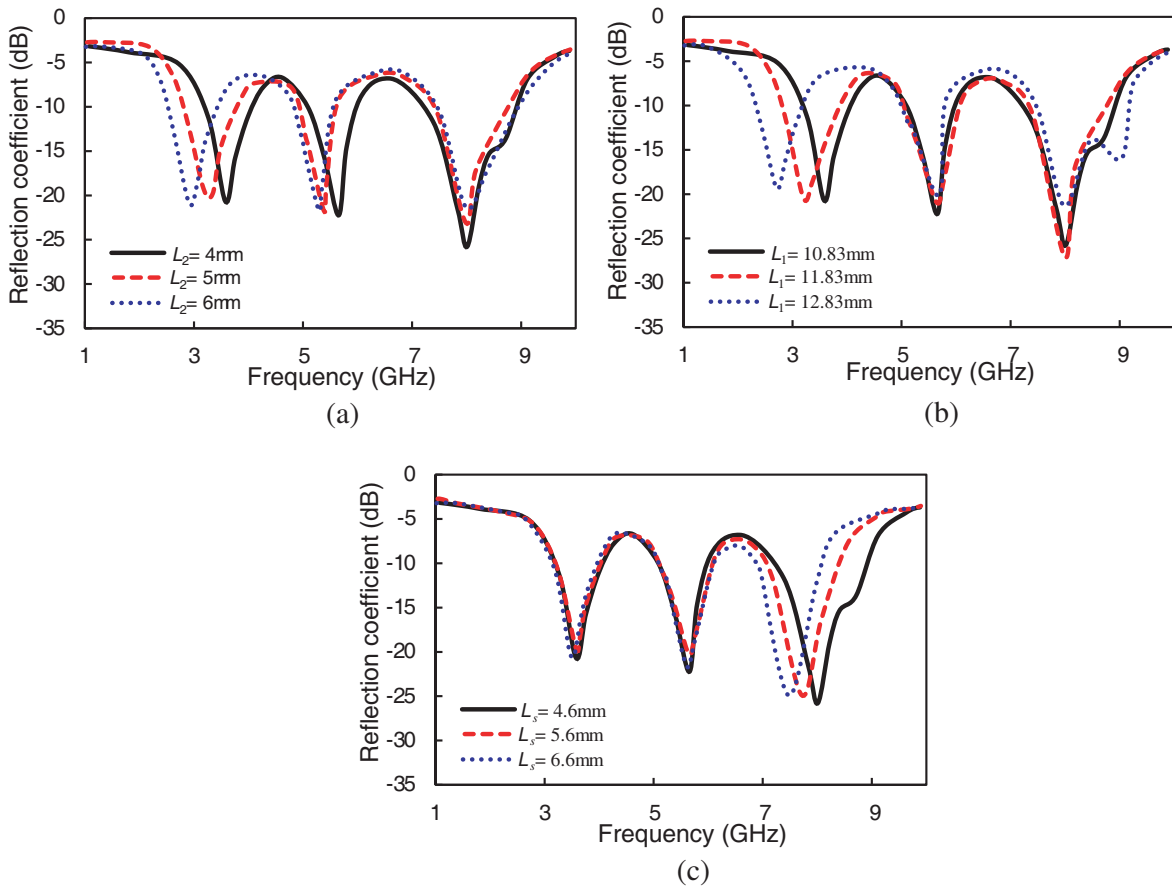 0
-5
-10
-15
-20
-25
-30
-35
Reflection coefficient (dB)
L2= 4mm
L2= 5mm
L2= 6mm
1 3 5 7 9
Frequency (GHz)
(a)
0
-5
-10
-15
-20
-25
-30
-35
Reflection coefficient (dB)
L1= 10.83mm
L1= 11.83mm
L1= 12.83mm
1 3 5 7 9
Frequency (GHz)
(b)
0
-5
-10
-15
-20
-25
-30
-35
Reflection coefficient (dB)
Ls= 4.6mm
Ls= 5.6mm
Ls= 6.6mm
1 3 5 7 9
Frequency (GHz)
(c)